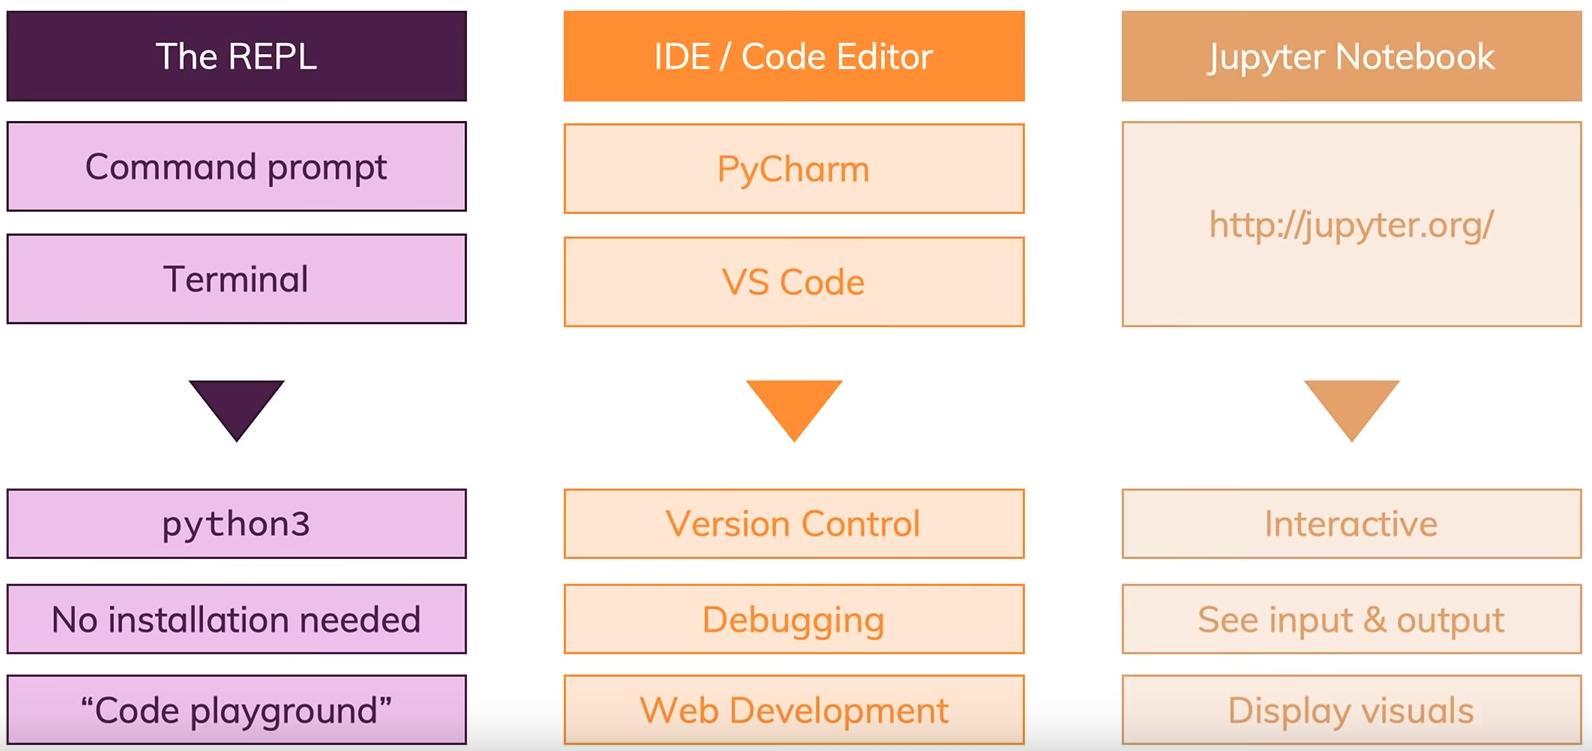 The REPL
Command prompt
Terminal
python3
No installation needed
“Code playground”
IDE / Code Editor
PyCharm
VS Code
Version Control
Debugging
Web Development
Jupyter Notebook
http://jupyter.org/
Interactive
See input & output
Display visuals